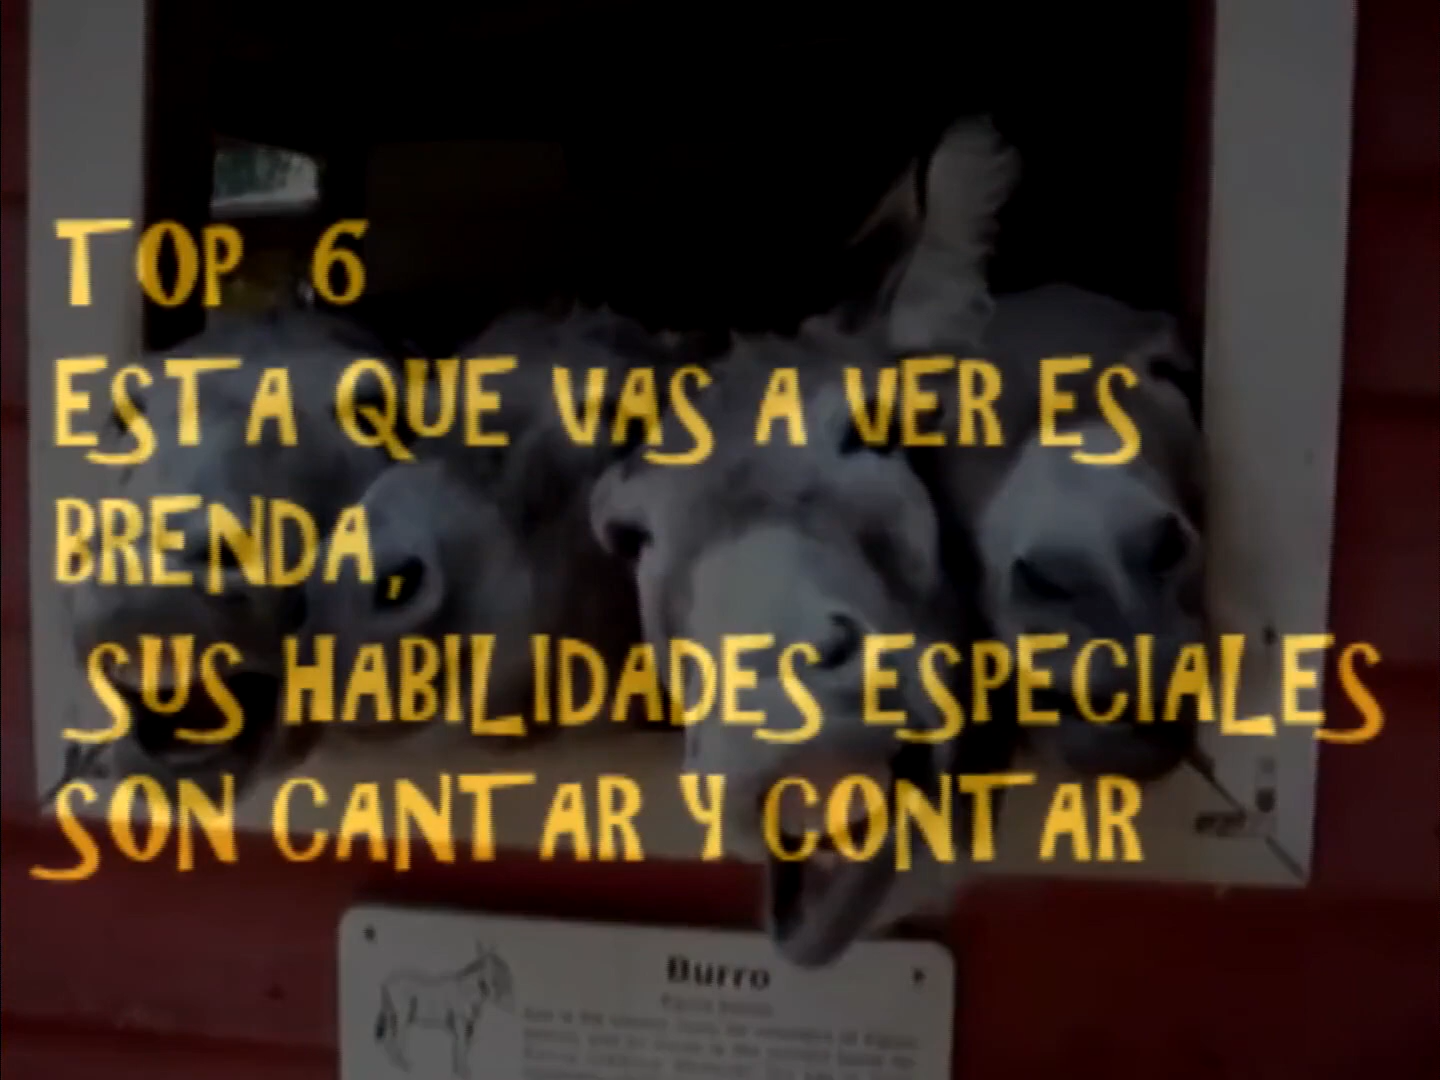 TOP 6
ESTA QUE VAS A VER ES
BRENDA,
SUS HABILIDADES ESPECIALES
SON CANTAR Y CONTAR
Burro